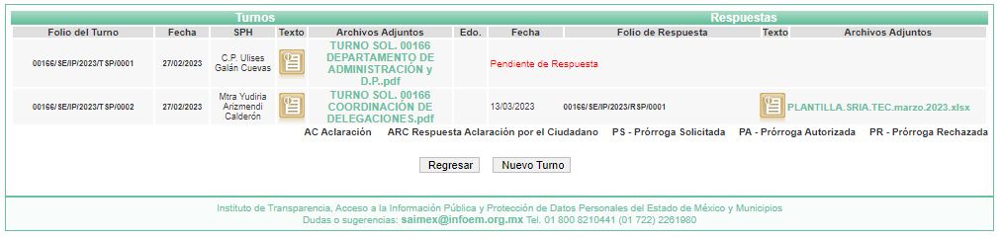 Turnos Respuestas
Folio del Turno Fecha SPH Texto Archivos Adjuntos Edo. Fecha Folio de Respuesta Texto Archivos Adjuntos
00166/SE/IP/2023/TSP/0001 27/02/2023 C.P. Ulises Galán Cuevas TURNO SOL. 00166 DEPARTAMENTO DE ADMINISTRACIÓN y D.P..pdf Pendiente de Respuesta
00166/SE/IP/2023/TSP/0002 27/02/2023 Mtra Yudiria Arizmendi Calderón TURNO SOL. 00166 COORDINACIÓN DE DELEGACIONES.pdf 13/03/2023 00166/SE/IP/2023/RSP/0001 PLANTILLA.SRIA.TEC.marzo.2023.xlsx
AC Aclaración ARC Respuesta Aclaración por el Ciudadano PS - Prórroga Solicitada PA - Prórroga Autorizada PR - Prórroga Rechazada
Regresar Nuevo Turno
Instituto de Transparencia, Acceso a la Información Pública y Protección de Datos Personales del Estado de México y Municipios
Dudas o sugerencias: saimex@infoem.org.mx Tel. 01 800 8210441 (01 722) 2261980